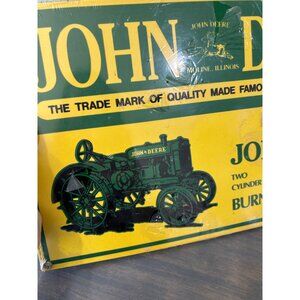 JOHN D
JOHN DEERE
MOLINE, ILLINOIS
THE TRADE MARK OF QUALITY MADE FAMO
JOHN DEERE
JO
TWO
CYLINDER
BURN